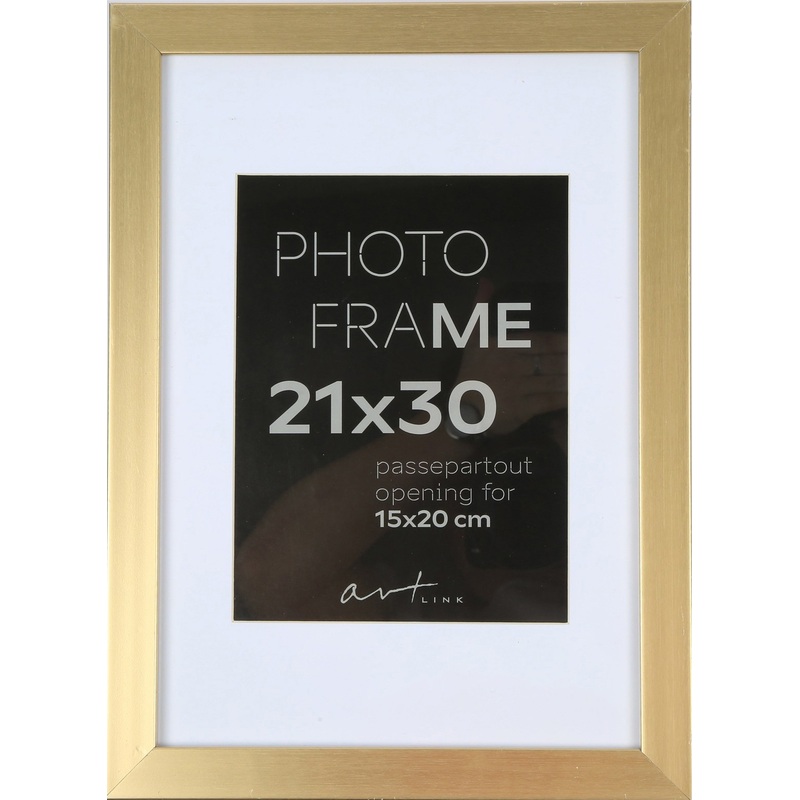 PHOTO
FRAME
21x30
passepartout
opening for
15x20 cm
art LINK